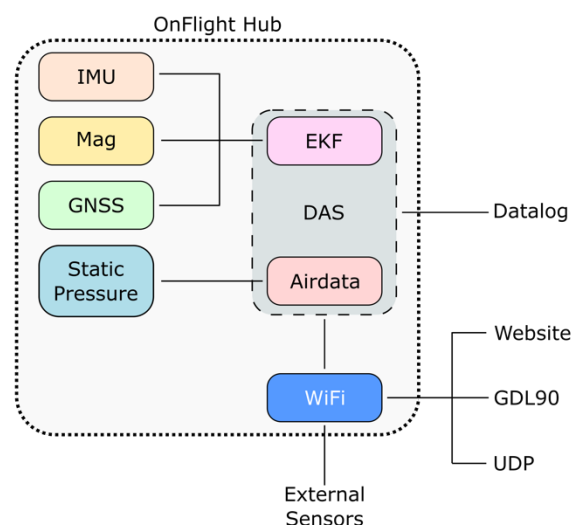 OnFlight Hub
IMU
Mag
EKF
GNSS
DAS
Datalog
Static
Pressure
Airdata
Website
WiFi
GDL90
UDP
External
Sensors